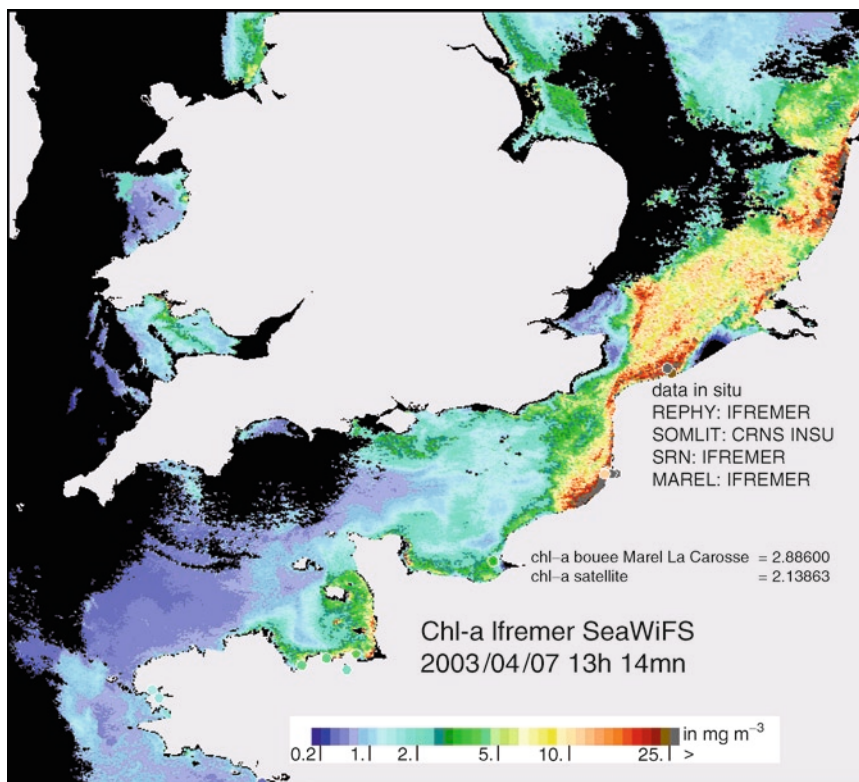 data in situ
REPHY: IFREMER
SOMLIT: CRNS INSU
SRN: IFREMER
MAREL: IFREMER
chl–a bouee Marel La Carosse = 2.88600
chl–a satellite = 2.13863
Chl-a Ifremer SeaWiFS
2003/04/07 13h 14mn
in mg m⁻³
0.2 1. 2. 5. 10. 25. >